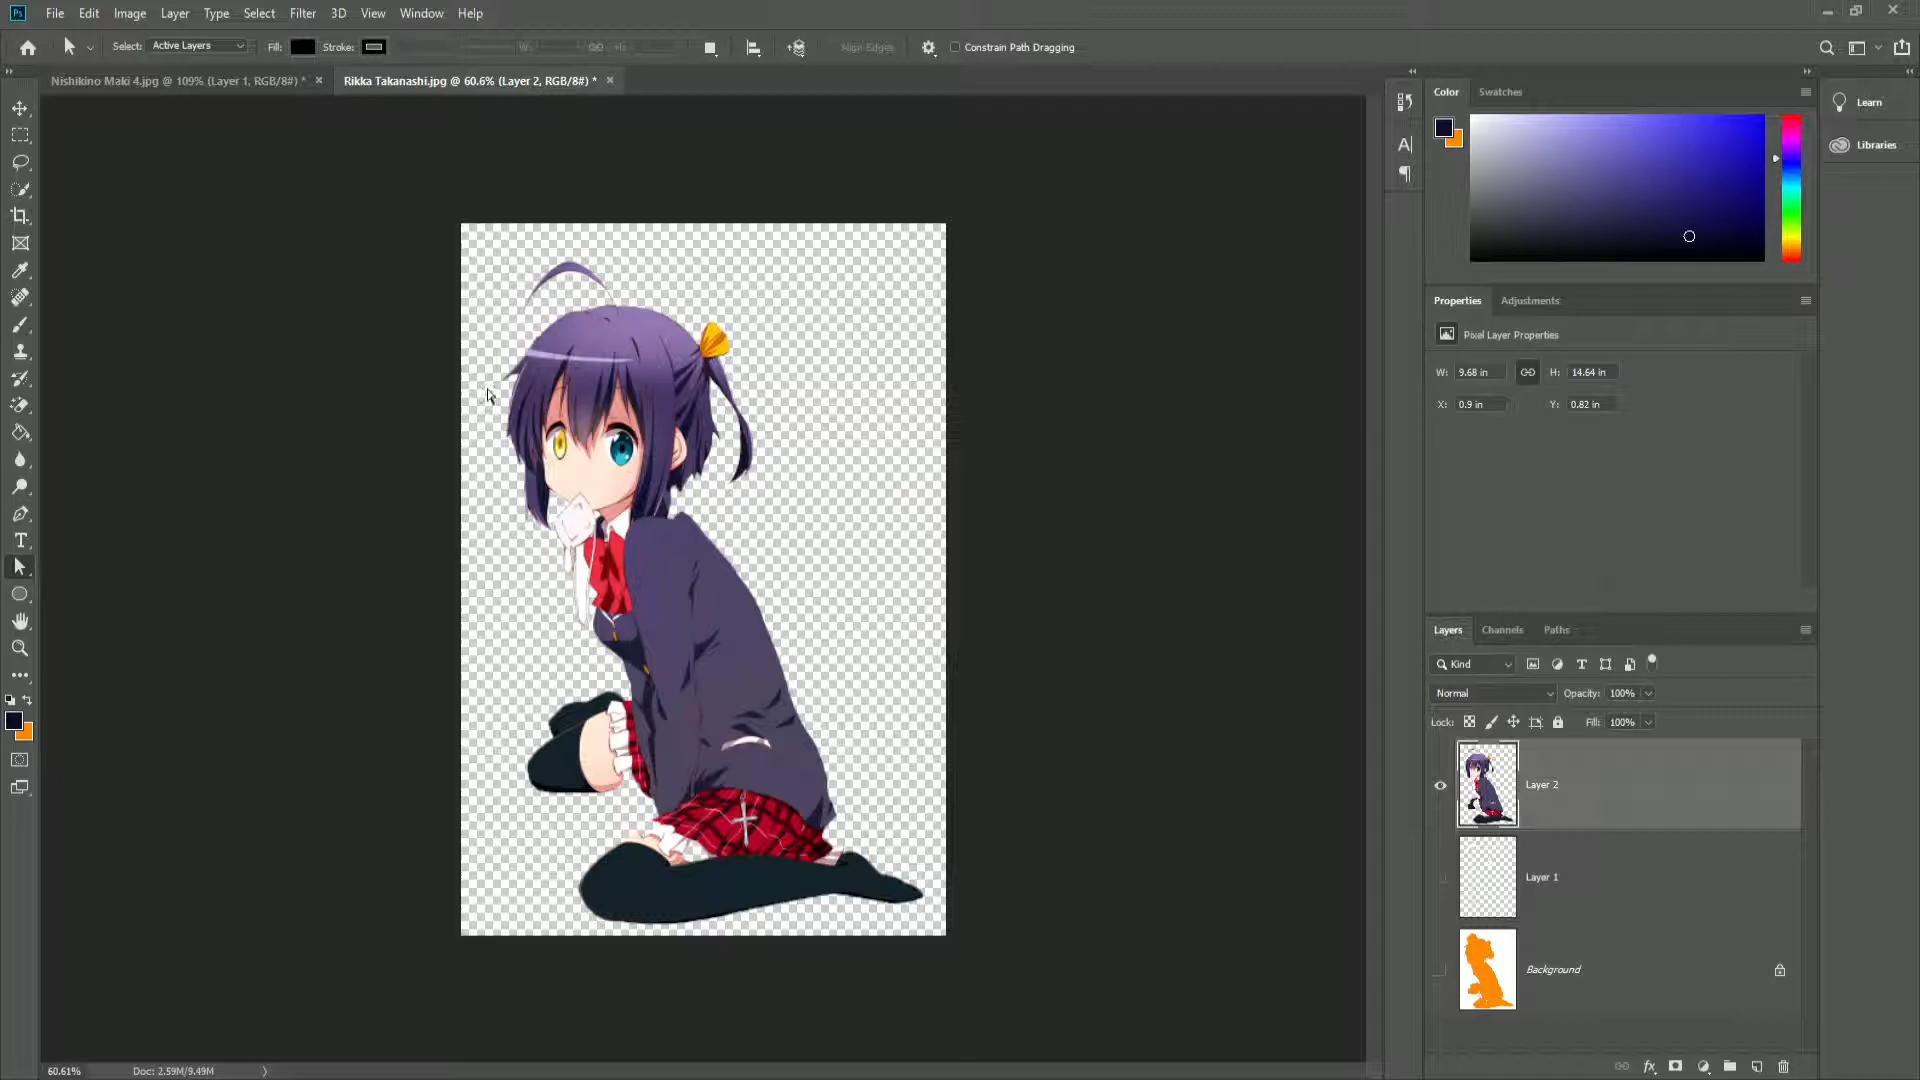 Ps File Edit Image Layer Type Select Filter 3D View Window Help
Select: Active Layers Fill: Stroke: W: H: Align Edges Constrain Path Dragging
Nishikino Maki 4.jpg @ 109% (Layer 1, RGB/8#) * × Rikka Takanashi.jpg @ 60.6% (Layer 2, RGB/8#) * ×
Color Swatches
Learn
Libraries
Properties Adjustments
Pixel Layer Properties
W: 9.68 in H: 14.64 in
X: 0.9 in Y: 0.82 in
Layers Channels Paths
Kind
Normal Opacity: 100%
Lock: Fill: 100%
Layer 2
Layer 1
Background
60.61% Doc: 2.59M/9.49M